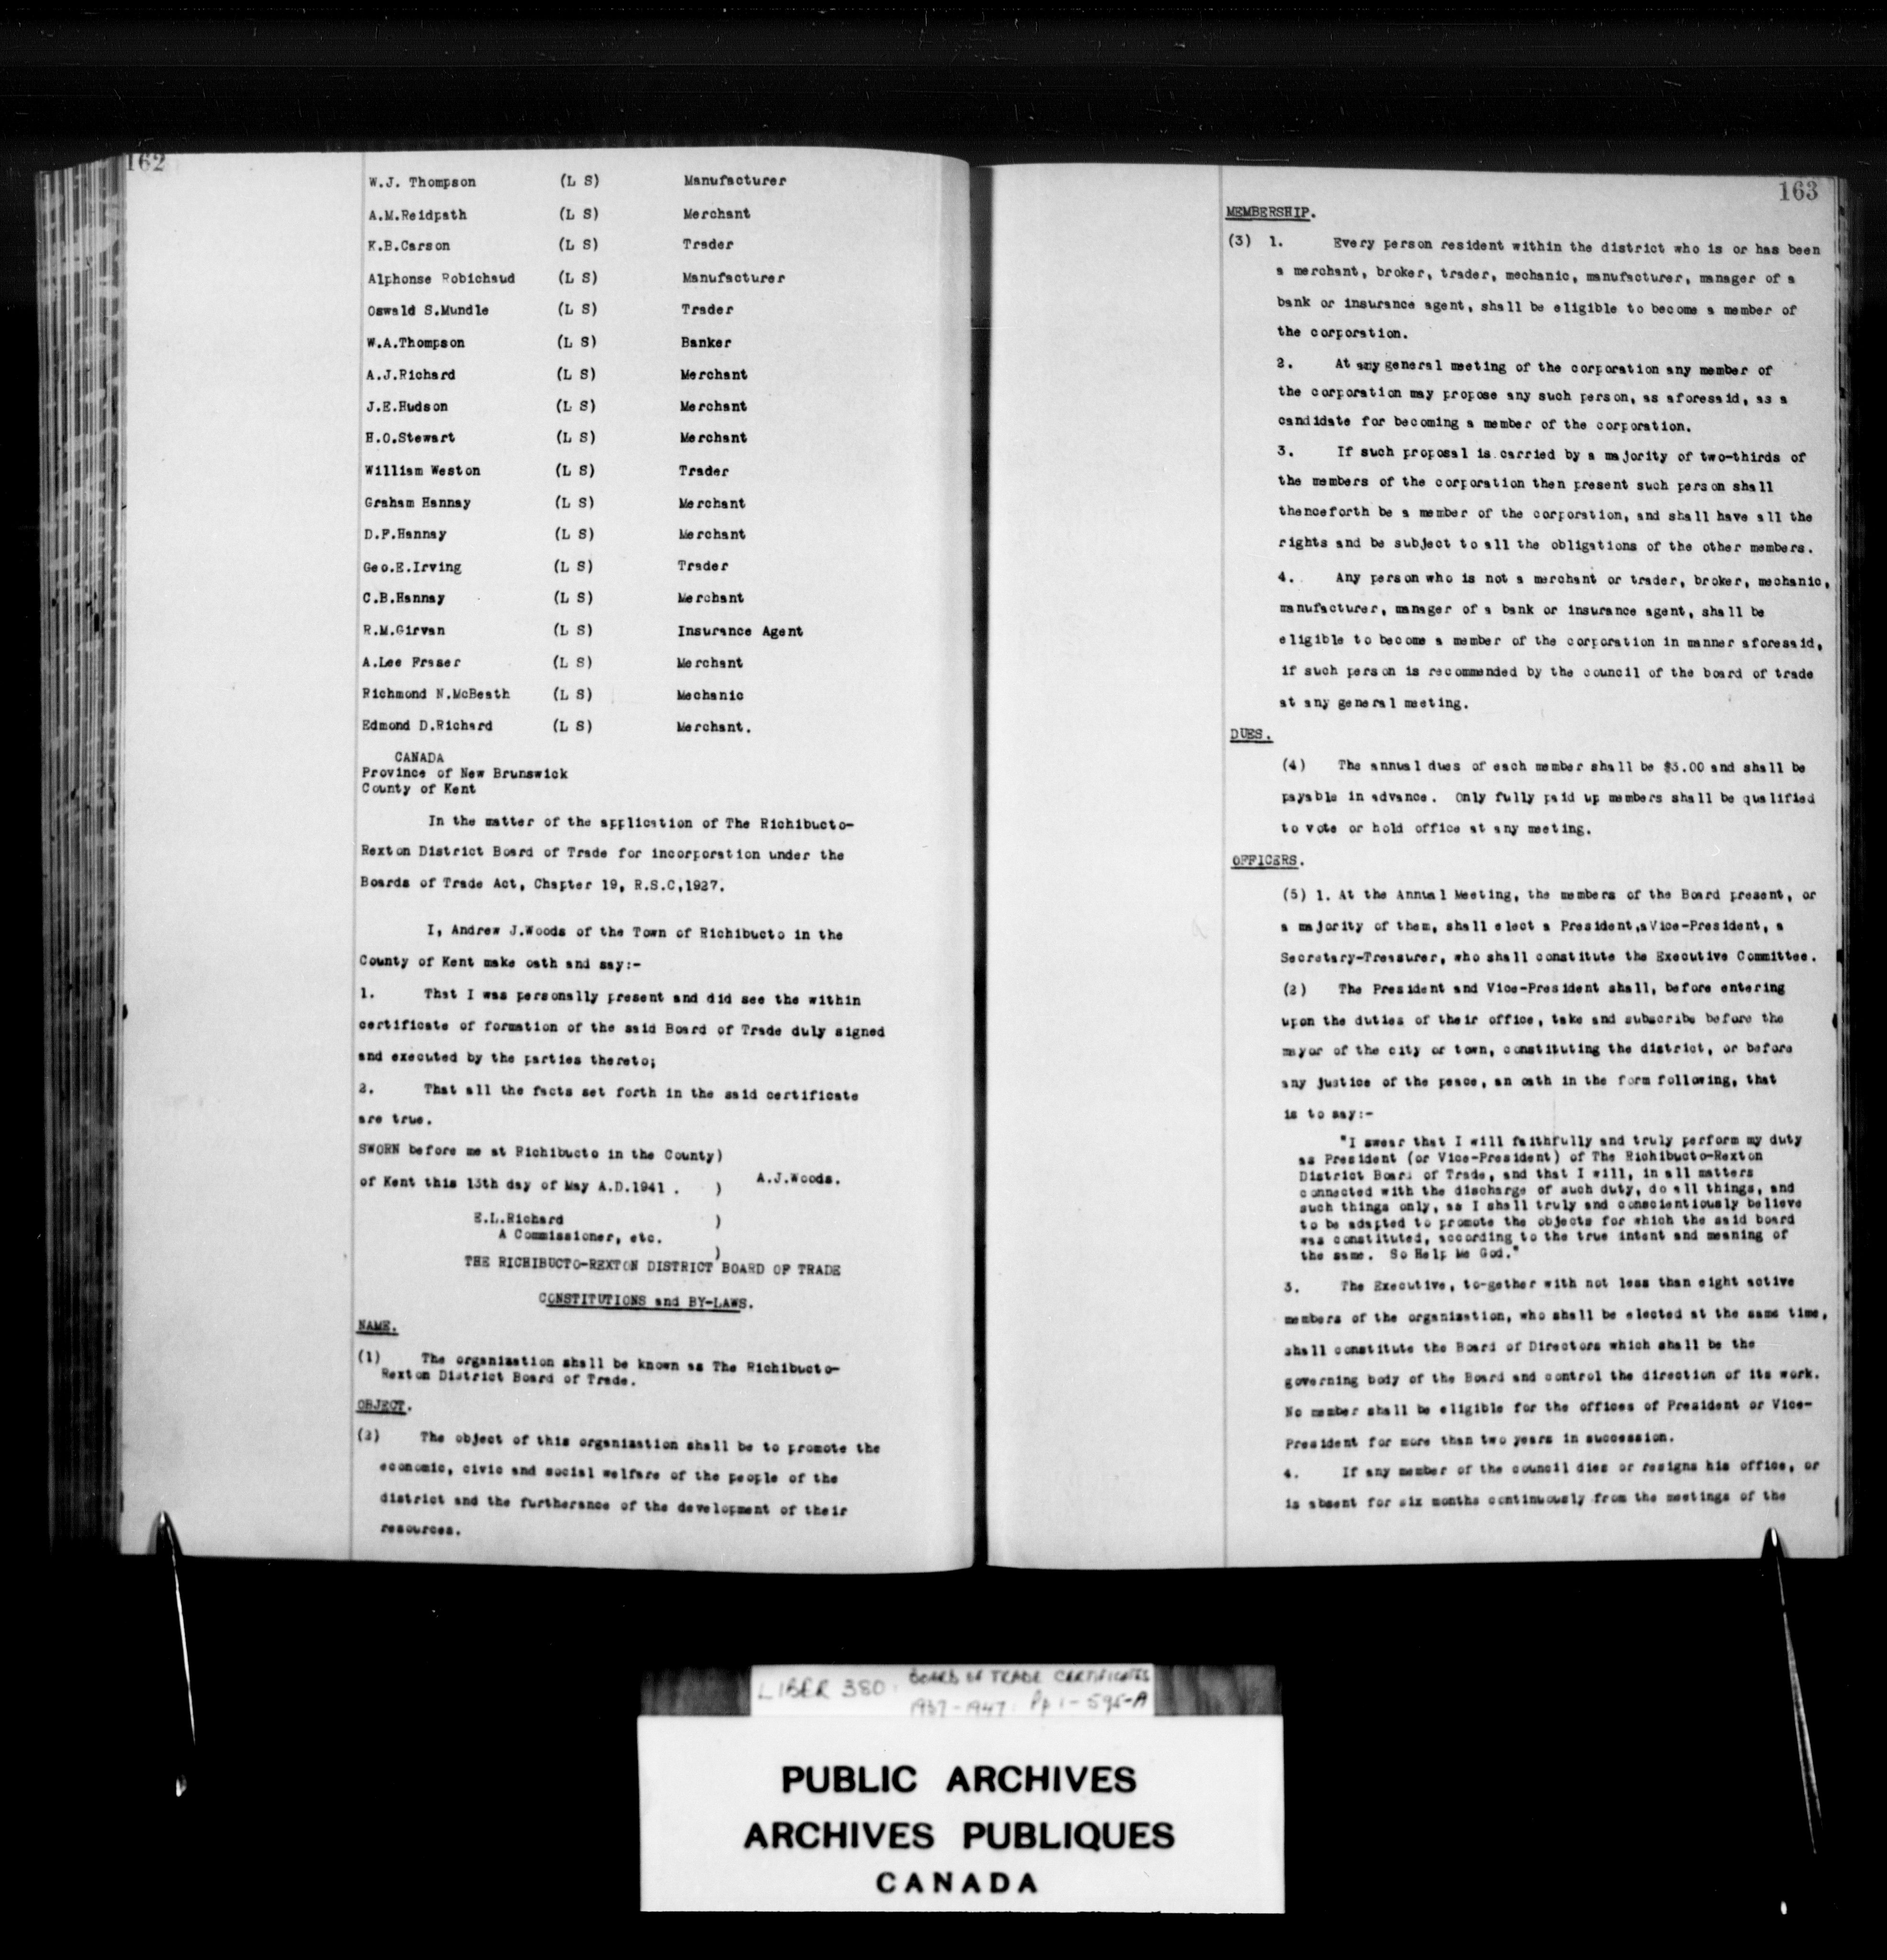 162
W.J. Thompson (L S) Manufacturer
A.M.Reidpath (L S) Merchant
K.B.Carson (L S) Trader
Alphonse Robichaud (L S) Manufacturer
Oswald S.Mundle (L S) Trader
W.A.Thompson (L S) Banker
A.J.Richard (L S) Merchant
J.E.Hudson (L S) Merchant
H.O.Stewart (L S) Merchant
William Weston (L S) Trader
Graham Hannay (L S) Merchant
D.P.Hannay (L S) Merchant
Geo.E.Irving (L S) Trader
C.B.Hannay (L S) Merchant
R.M.Girvan (L S) Insurance Agent
A.Lee Fraser (L S) Merchant
Richmond N.McBeath (L S) Mechanic
Edmond D.Richard (L S) Merchant.
CANADA
Province of New Brunswick
County of Kent
In the matter of the application of The Richibucto-
Rexton District Board of Trade for incorporation under the
Boards of Trade Act, Chapter 19, R.S.C,1927.
I, Andrew J.Woods of the Town of Richibucto in the
County of Kent make oath and say:-
1. That I was personally present and did see the within
certificate of formation of the said Board of Trade duly signed
and executed by the parties thereto;
2. That all the facts set forth in the said certificate
are true.
SWORN before me at Richibucto in the County)
of Kent this 13th day of May A.D.1941 . ) A.J.Woods.
E.L.Richard )
A Commissioner, etc.
)
THE RICHIBUCTO-REXTON DISTRICT BOARD OF TRADE
CONSTITUTIONS and BY-LAWS.
NAME.
(1) The organization shall be known as The Richibucto-
Rexton District Board of Trade.
OBJECT.
(2) The object of this organization shall be to promote the
economic, civic and social welfare of the people of the
district and the furtherance of the development of their
resources.
163
MEMBERSHIP.
(3) 1. Every person resident within the district who is or has been
a merchant, broker, trader, mechanic, manufacturer, manager of a
bank or insurance agent, shall be eligible to become a member of
the corporation.
2. At any general meeting of the corporation any member of
the corporation may propose any such person, as aforesaid, as a
candidate for becoming a member of the corporation.
3. If such proposal is carried by a majority of two-thirds of
the members of the corporation then present such person shall
thenceforth be a member of the corporation, and shall have all the
rights and be subject to all the obligations of the other members.
4. Any person who is not a merchant or trader, broker, mechanic,
manufacturer, manager of a bank or insurance agent, shall be
eligible to become a member of the corporation in manner aforesaid,
if such person is recommended by the council of the board of trade
at any general meeting.
DUES.
(4) The annual dues of each member shall be $3.00 and shall be
payable in advance. Only fully paid up members shall be qualified
to vote or hold office at any meeting.
OFFICERS.
(5) 1. At the Annual Meeting, the members of the Board present, or
a majority of them, shall elect a President,a Vice-President, a
Secretary-Treasurer, who shall constitute the Executive Committee.
(2) The President and Vice-President shall, before entering
upon the duties of their office, take and subscribe before the
mayor of the city or town, constituting the district, or before
any justice of the peace, an oath in the form following, that
is to say:-
"I swear that I will faithfully and truly perform my duty
as President (or Vice-President) of The Richibucto-Rexton
District Board of Trade, and that I will, in all matters
connected with the discharge of such duty, do all things, and
such things only, as I shall truly and conscientiously believe
to be adapted to promote the objects for which the said board
was constituted, according to the true intent and meaning of
the same. So Help Me God."
3. The Executive, to-gether with not less than eight active
members of the organization, who shall be elected at the same time,
shall constitute the Board of Directors which shall be the
governing body of the Board and control the direction of its work.
No member shall be eligible for the offices of President or Vice-
President for more than two years in succession.
4. If any member of the council dies or resigns his office, or
is absent for six months continuously from the meetings of the
LIBER 380. BOARD OF TRADE CERTIFICATES
1937-1947. Pp 1-595-A
PUBLIC ARCHIVES
ARCHIVES PUBLIQUES
CANADA